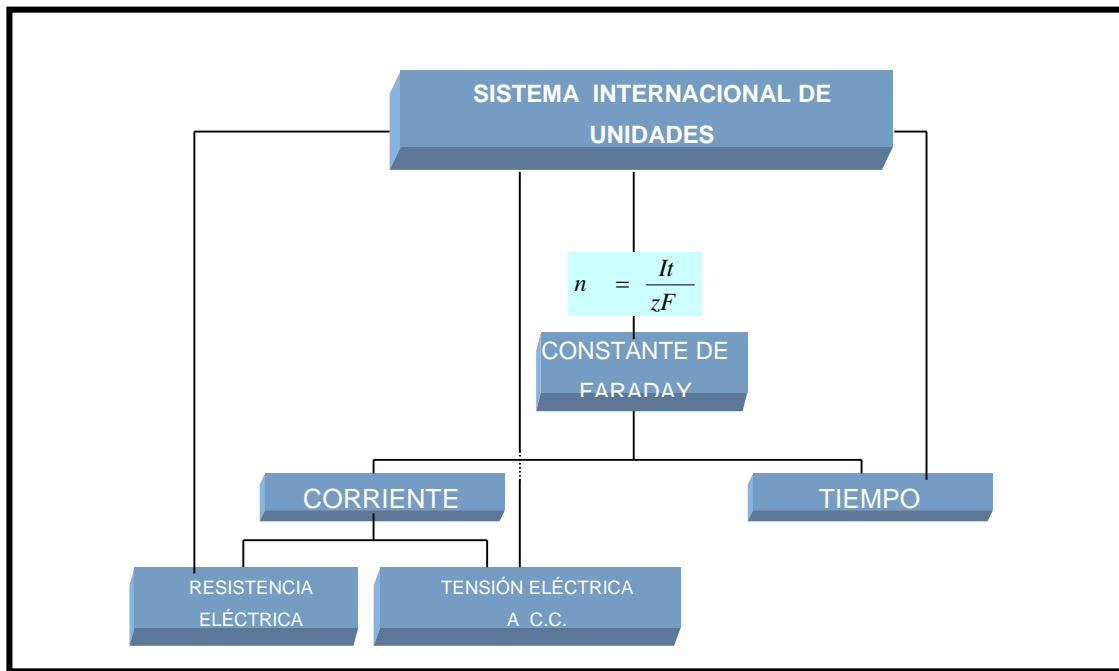 SISTEMA INTERNACIONAL DE
UNIDADES
n = It / zF
CONSTANTE DE
FARADAY
CORRIENTE
TIEMPO
RESISTENCIA
ELÉCTRICA
TENSIÓN ELÉCTRICA
A C.C.